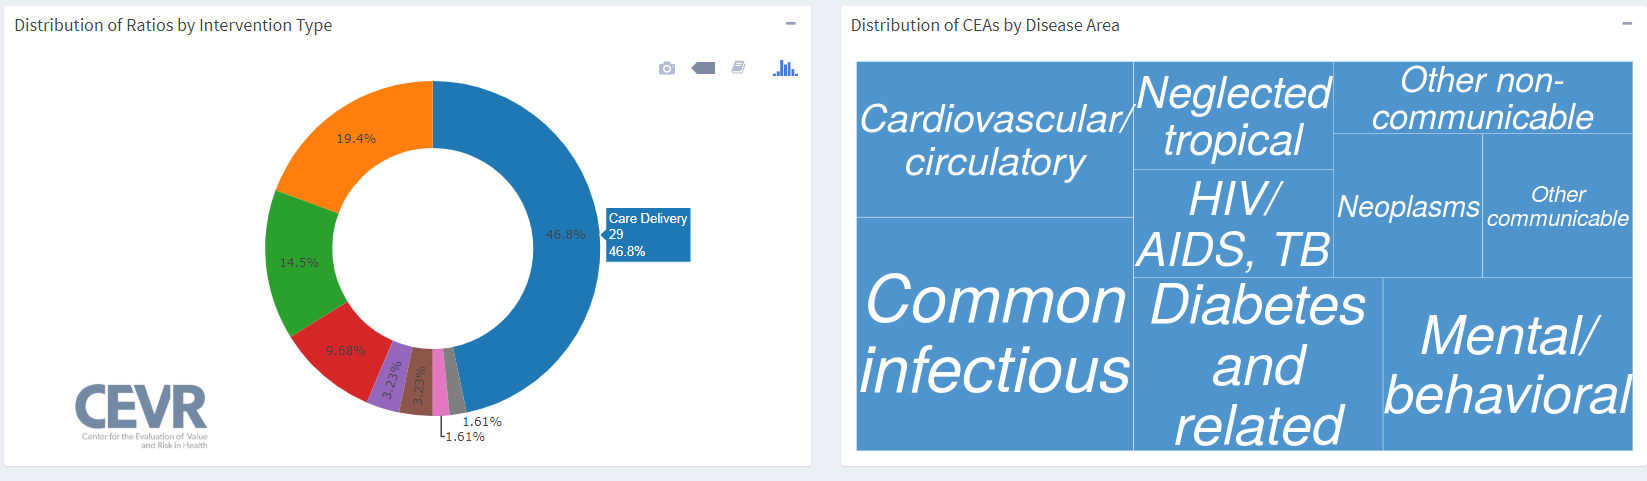 Distribution of Ratios by Intervention Type
19.4%
14.5%
9.68%
3.23%
3.23%
1.61%
1.61%
46.8%
Care Delivery
29
46.8%
CEVR
Center for the Evaluation of Value
and Risk in Health
Distribution of CEAs by Disease Area
Cardiovascular/
circulatory
Common
infectious
Neglected
tropical
HIV/
AIDS, TB
Other non-
communicable
Neoplasms
Other
communicable
Diabetes
and
related
Mental/
behavioral